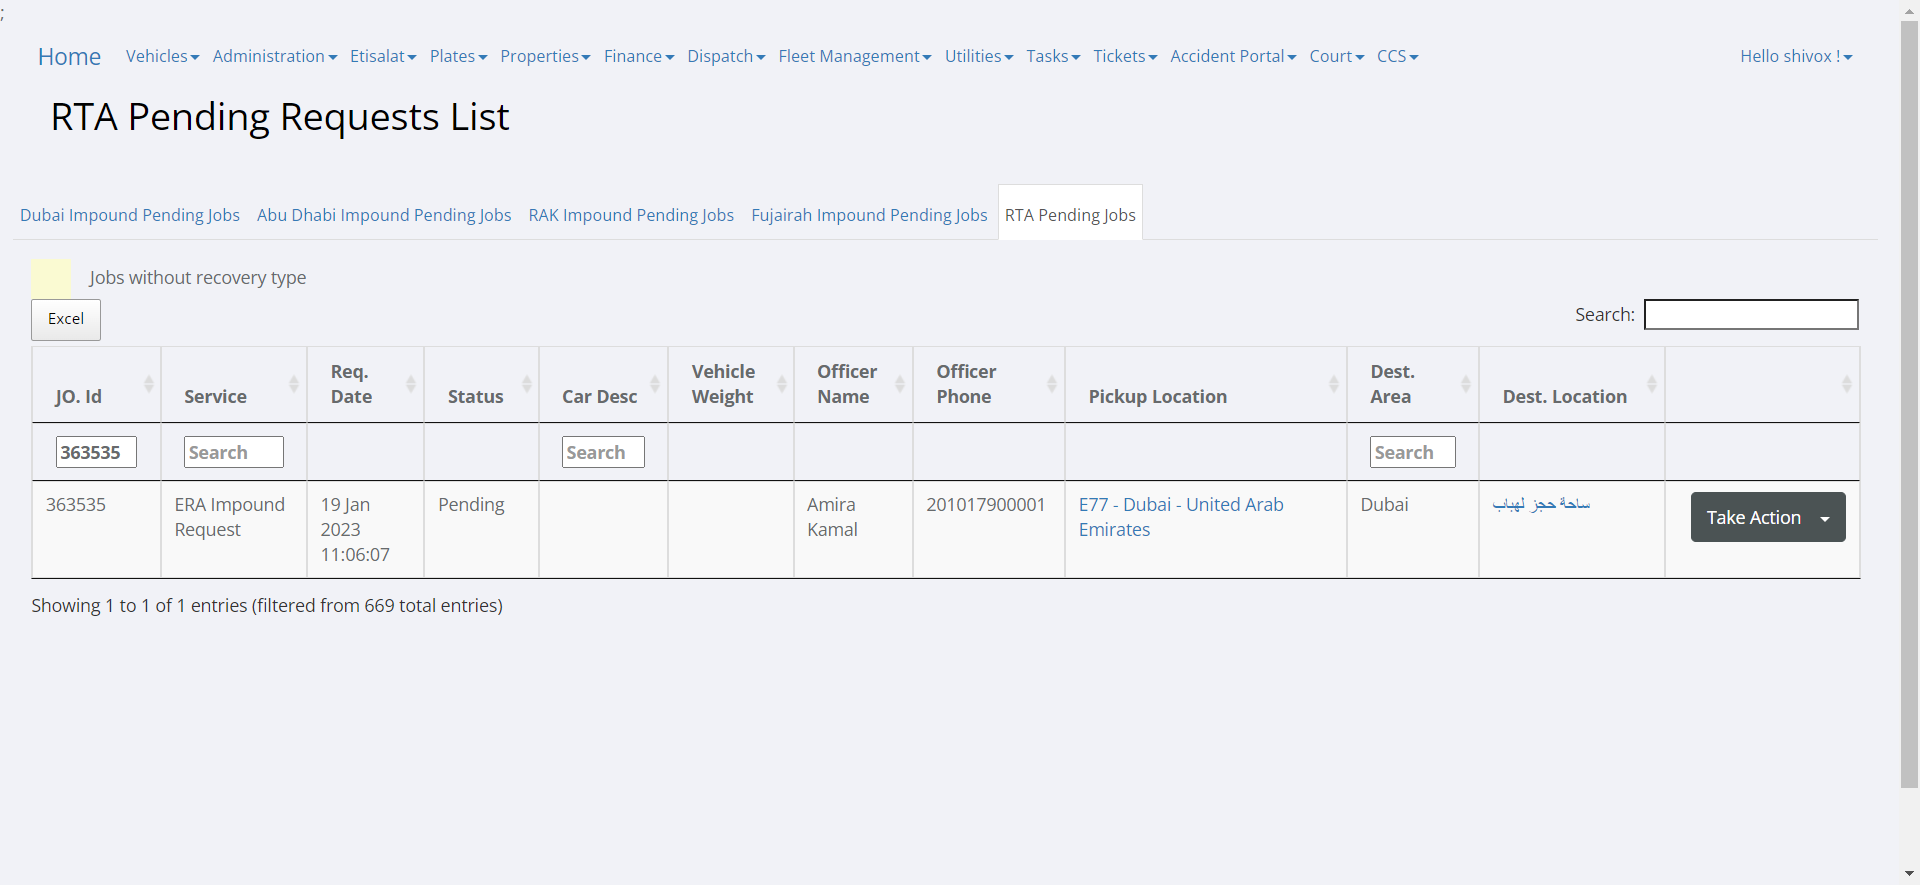 ;
Home Vehicles Administration Etisalat Plates Properties Finance Dispatch Fleet Management Utilities Tasks Tickets Accident Portal Court CCS Hello shivox !
RTA Pending Requests List
Dubai Impound Pending Jobs Abu Dhabi Impound Pending Jobs RAK Impound Pending Jobs Fujairah Impound Pending Jobs RTA Pending Jobs
Jobs without recovery type
Excel
Search:
JO. Id
Service
Req.
Date
Status
Car Desc
Vehicle
Weight
Officer
Name
Officer
Phone
Pickup Location
Dest.
Area
Dest. Location
363535
Search
Search
Search
363535
ERA Impound
Request
19 Jan
2023
11:06:07
Pending
Amira
Kamal
201017900001
E77 - Dubai - United Arab
Emirates
Dubai
ساحة حجز لهباب
Take Action
Showing 1 to 1 of 1 entries (filtered from 669 total entries)